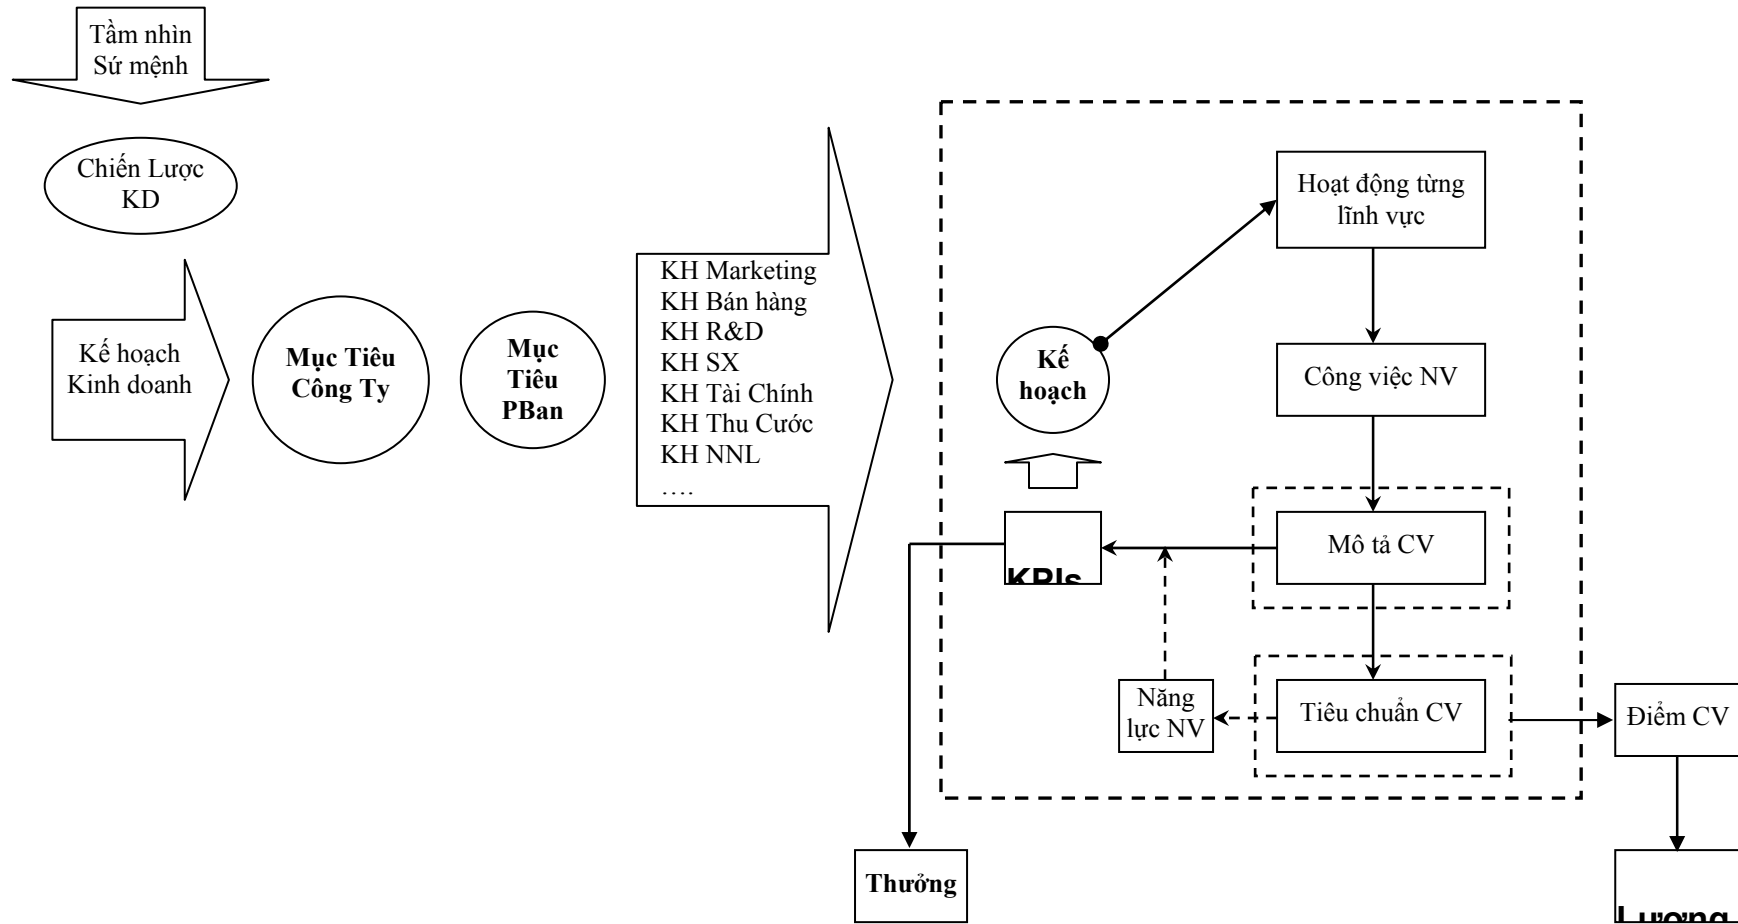 Tầm nhìn
Sứ mệnh
Chiến Lược
KD
Kế hoạch
Kinh doanh
Mục Tiêu
Công Ty
Mục
Tiêu
PBan
KH Marketing
KH Bán hàng
KH R&D
KH SX
KH Tài Chính
KH Thu Cước
KH NNL
….
Kế
hoạch
Hoạt động từng
lĩnh vực
Công việc NV
Mô tả CV
KPIs
Năng
lực NV
Tiêu chuẩn CV
Điểm CV
Thưởng
Lương